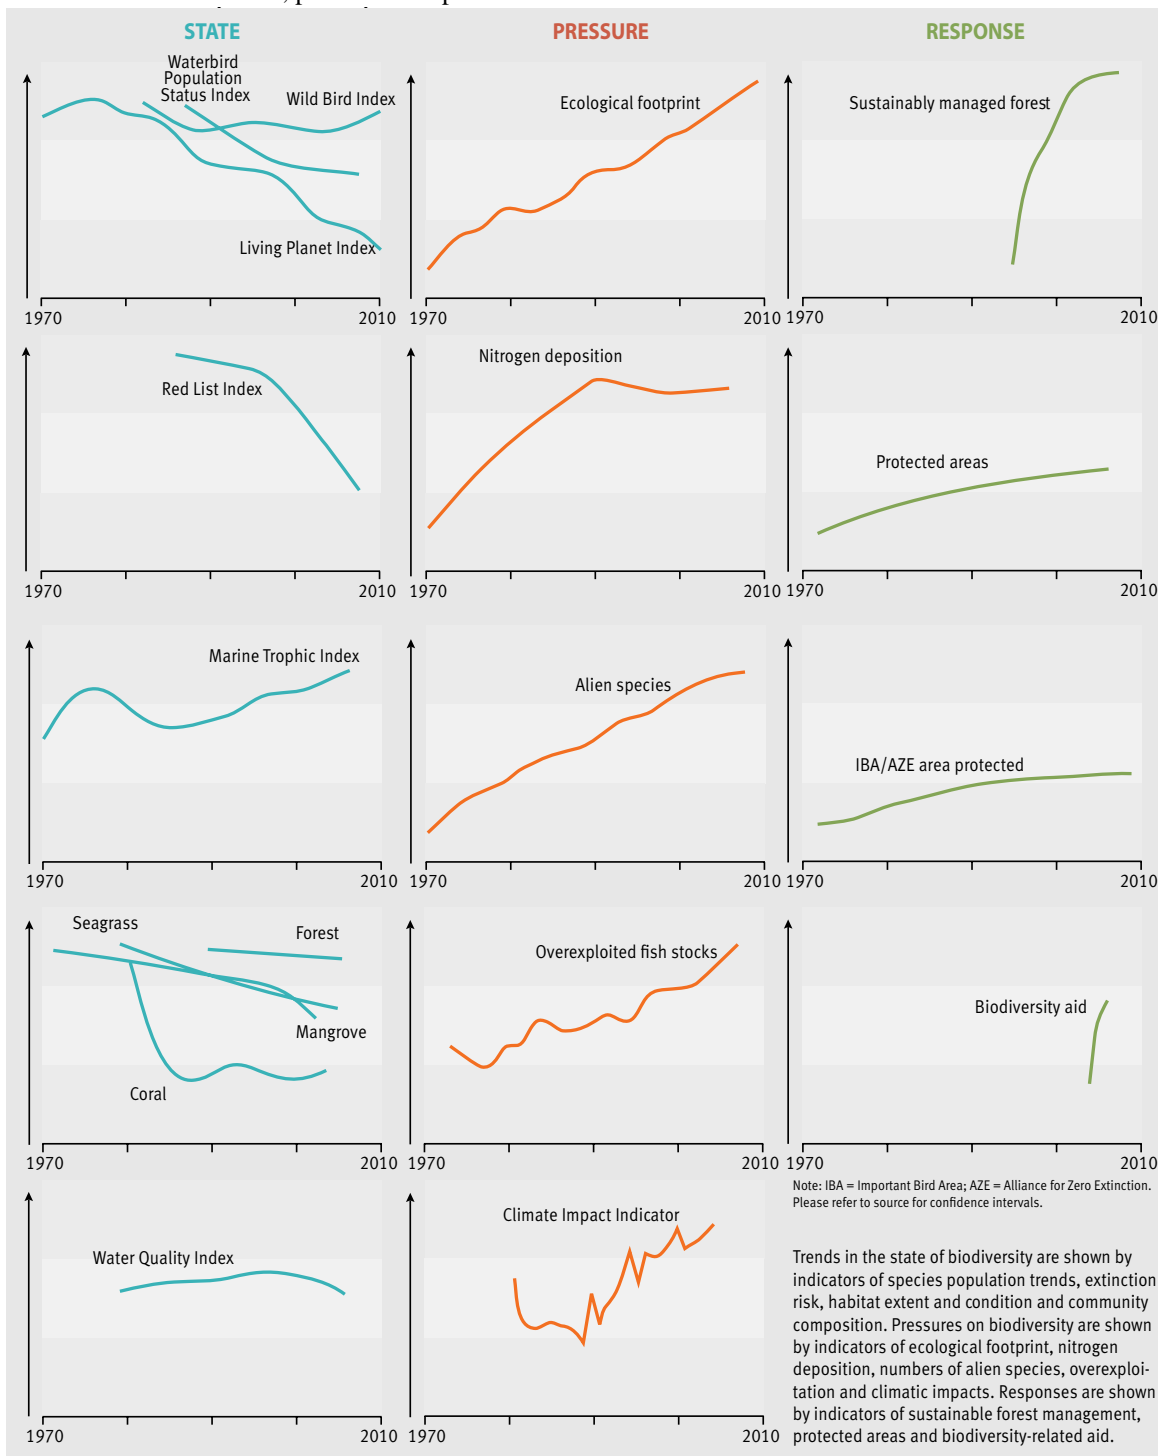 STATE
PRESSURE
RESPONSE
Waterbird
Population
Status Index
Wild Bird Index
Living Planet Index
1970
2010
Ecological footprint
1970
2010
Sustainably managed forest
1970
2010
Red List Index
1970
2010
Nitrogen deposition
1970
2010
Protected areas
1970
2010
Marine Trophic Index
1970
2010
Alien species
1970
2010
IBA/AZE area protected
1970
2010
Seagrass
Forest
Mangrove
Coral
1970
2010
Overexploited fish stocks
1970
2010
Biodiversity aid
1970
2010
Water Quality Index
Climate Impact Indicator
Note: IBA = Important Bird Area; AZE = Alliance for Zero Extinction.
Please refer to source for confidence intervals.
Trends in the state of biodiversity are shown by
indicators of species population trends, extinction
risk, habitat extent and condition and community
composition. Pressures on biodiversity are shown
by indicators of ecological footprint, nitrogen
deposition, numbers of alien species, overexploi-
tation and climatic impacts. Responses are shown
by indicators of sustainable forest management,
protected areas and biodiversity-related aid.